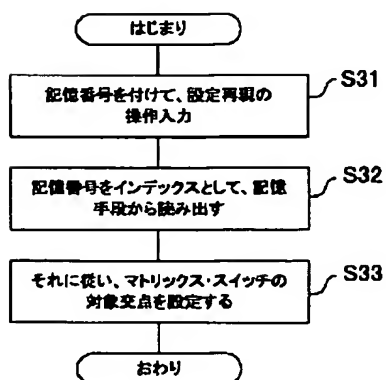 はじまり
S31
記憶番号を付けて、設定再現の
操作入力
S32
記憶番号をインデックスとして、記憶
手段から読み出す
S33
それに従い、マトリックス・スイッチの
対象交点を設定する
おわり